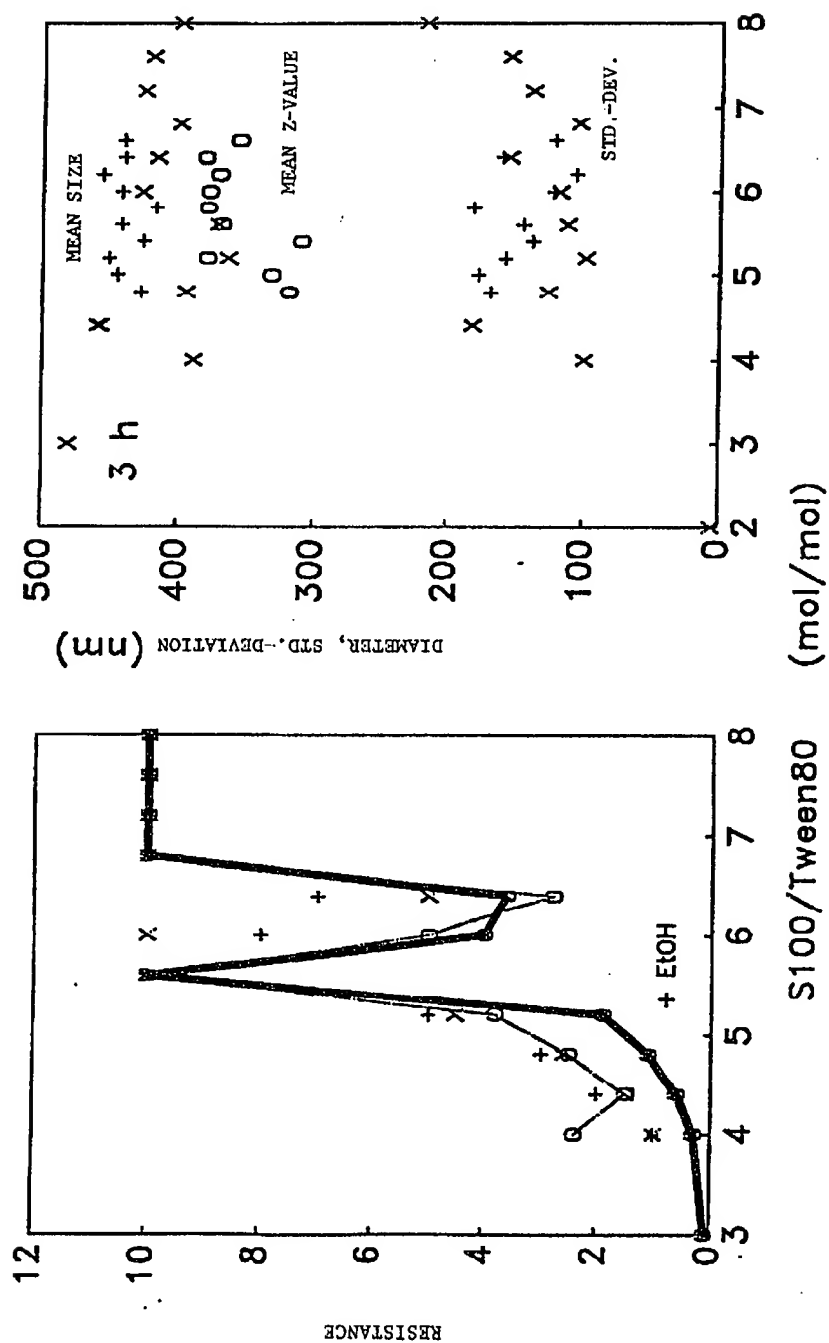 12
10
8
6
4
2
0
RESISTANCE
3
4
5
6
7
8
+ EtOH
S100/Tween80 (mol/mol)
500
400
300
200
100
0
(nm)
DIAMETER, STD.-DEVIATION
2
3
4
5
6
7
8
3 h
MEAN SIZE
MEAN Z-VALUE
STD.-DEV.